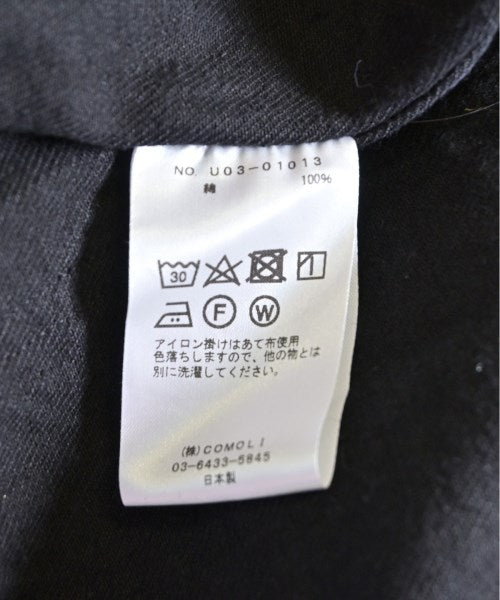 NO. U03-01013
綿 100%
30
F W
アイロン掛けはあて布使用
色落ちしますので、他の物とは
別に洗濯してください。
(株)COMOLI
03-6433-5845
日本製